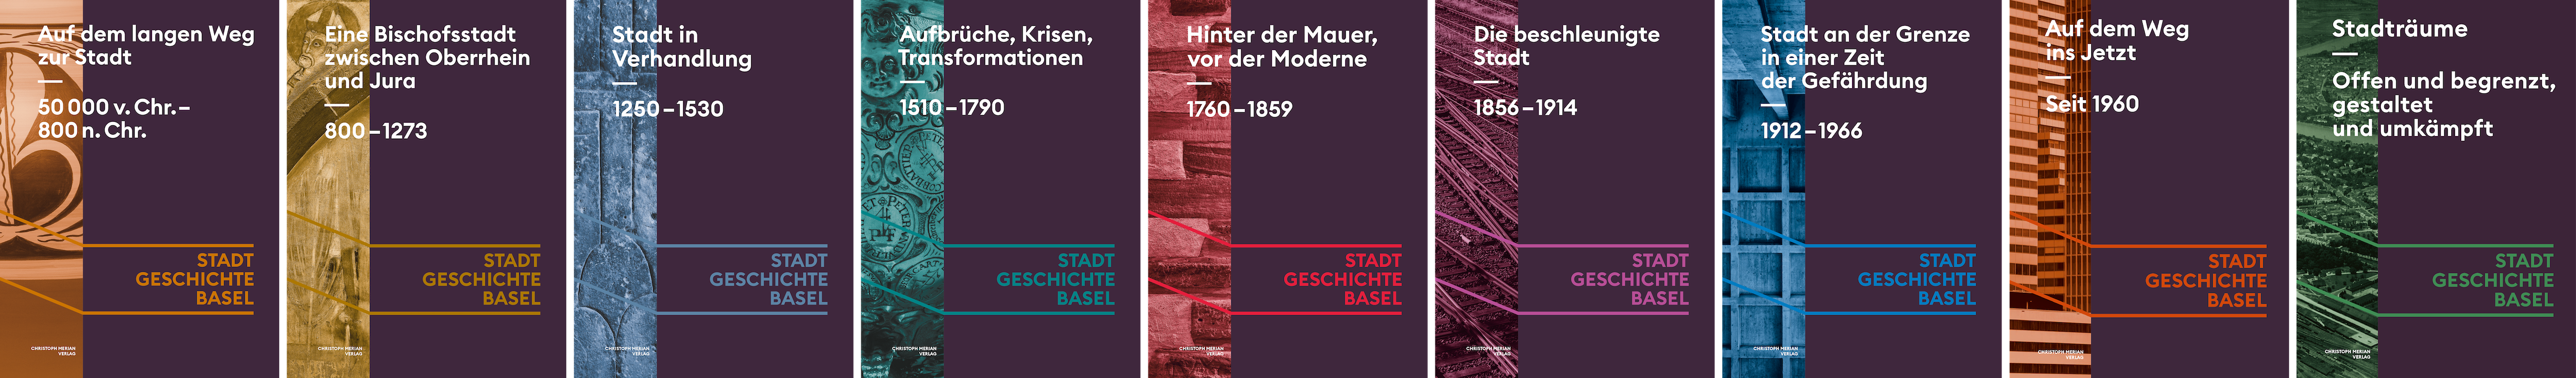 Auf dem langen Weg
zur Stadt
50 000 v. Chr. –
800 n. Chr.
STADT
GESCHICHTE
BASEL
CHRISTOPH MERIAN
VERLAG
Eine Bischofsstadt
zwischen Oberrhein
und Jura
800 – 1273
STADT
GESCHICHTE
BASEL
CHRISTOPH MERIAN
VERLAG
Stadt in
Verhandlung
1250 – 1530
STADT
GESCHICHTE
BASEL
CHRISTOPH MERIAN
VERLAG
Aufbrüche, Krisen,
Transformationen
1510 – 1790
STADT
GESCHICHTE
BASEL
CHRISTOPH MERIAN
VERLAG
Hinter der Mauer,
vor der Moderne
1760 – 1859
STADT
GESCHICHTE
BASEL
CHRISTOPH MERIAN
VERLAG
Die beschleunigte
Stadt
1856 – 1914
STADT
GESCHICHTE
BASEL
CHRISTOPH MERIAN
VERLAG
Stadt an der Grenze
in einer Zeit
der Gefährdung
1912 – 1966
STADT
GESCHICHTE
BASEL
CHRISTOPH MERIAN
VERLAG
Auf dem Weg
ins Jetzt
Seit 1960
STADT
GESCHICHTE
BASEL
CHRISTOPH MERIAN
VERLAG
Stadträume
Offen und begrenzt,
gestaltet
und umkämpft
STADT
GESCHICHTE
BASEL
CHRISTOPH MERIAN
VERLAG